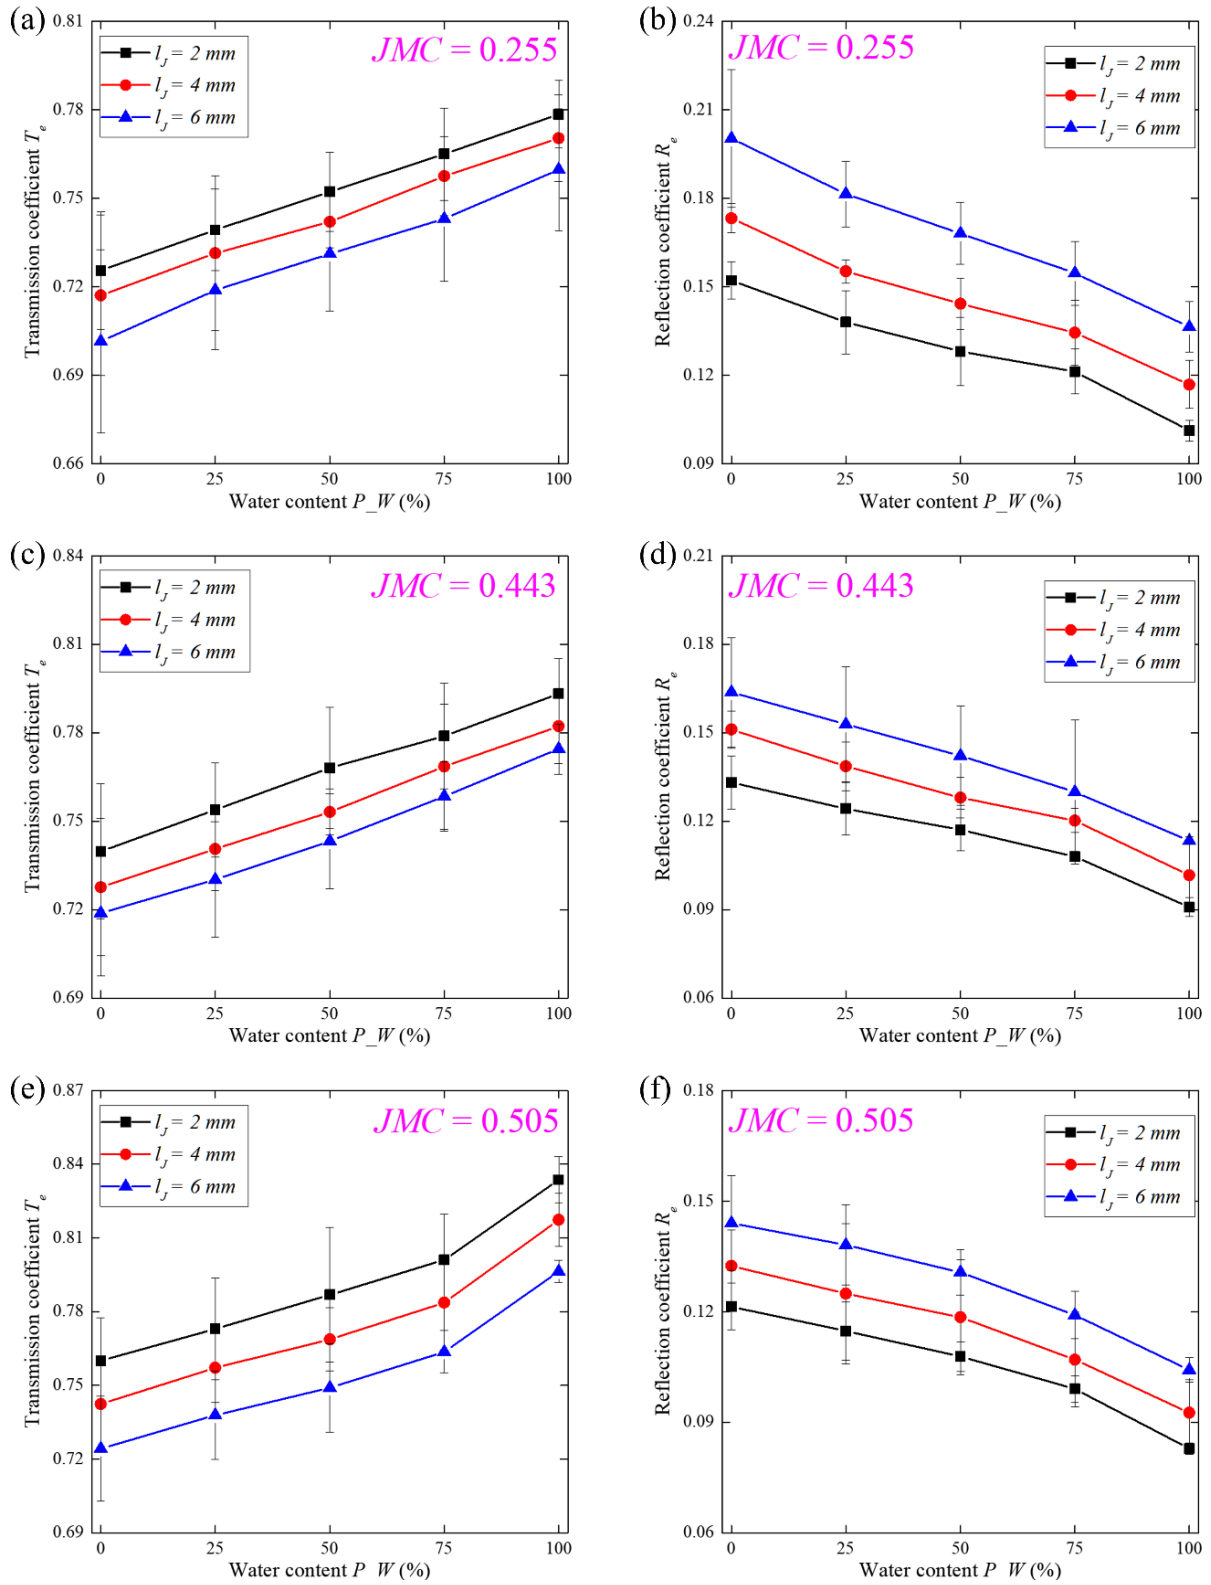 (a)
0.81
0.78
0.75
0.72
0.69
0.66
Transmission coefficient T_e
l_J = 2 mm
l_J = 4 mm
l_J = 6 mm
JMC = 0.255
0 25 50 75 100
Water content P_W (%)
(b)
0.24
0.21
0.18
0.15
0.12
0.09
Reflection coefficient R_e
JMC = 0.255
l_J = 2 mm
l_J = 4 mm
l_J = 6 mm
0 25 50 75 100
Water content P_W (%)
(c)
0.84
0.81
0.78
0.75
0.72
0.69
Transmission coefficient T_e
l_J = 2 mm
l_J = 4 mm
l_J = 6 mm
JMC = 0.443
0 25 50 75 100
Water content P_W (%)
(d)
0.21
0.18
0.15
0.12
0.09
0.06
Reflection coefficient R_e
JMC = 0.443
l_J = 2 mm
l_J = 4 mm
l_J = 6 mm
0 25 50 75 100
Water content P_W (%)
(e)
0.87
0.84
0.81
0.78
0.75
0.72
0.69
Transmission coefficient T_e
l_J = 2 mm
l_J = 4 mm
l_J = 6 mm
JMC = 0.505
0 25 50 75 100
Water content P_W (%)
(f)
0.18
0.15
0.12
0.09
0.06
Reflection coefficient R_e
JMC = 0.505
l_J = 2 mm
l_J = 4 mm
l_J = 6 mm
0 25 50 75 100
Water content P_W (%)